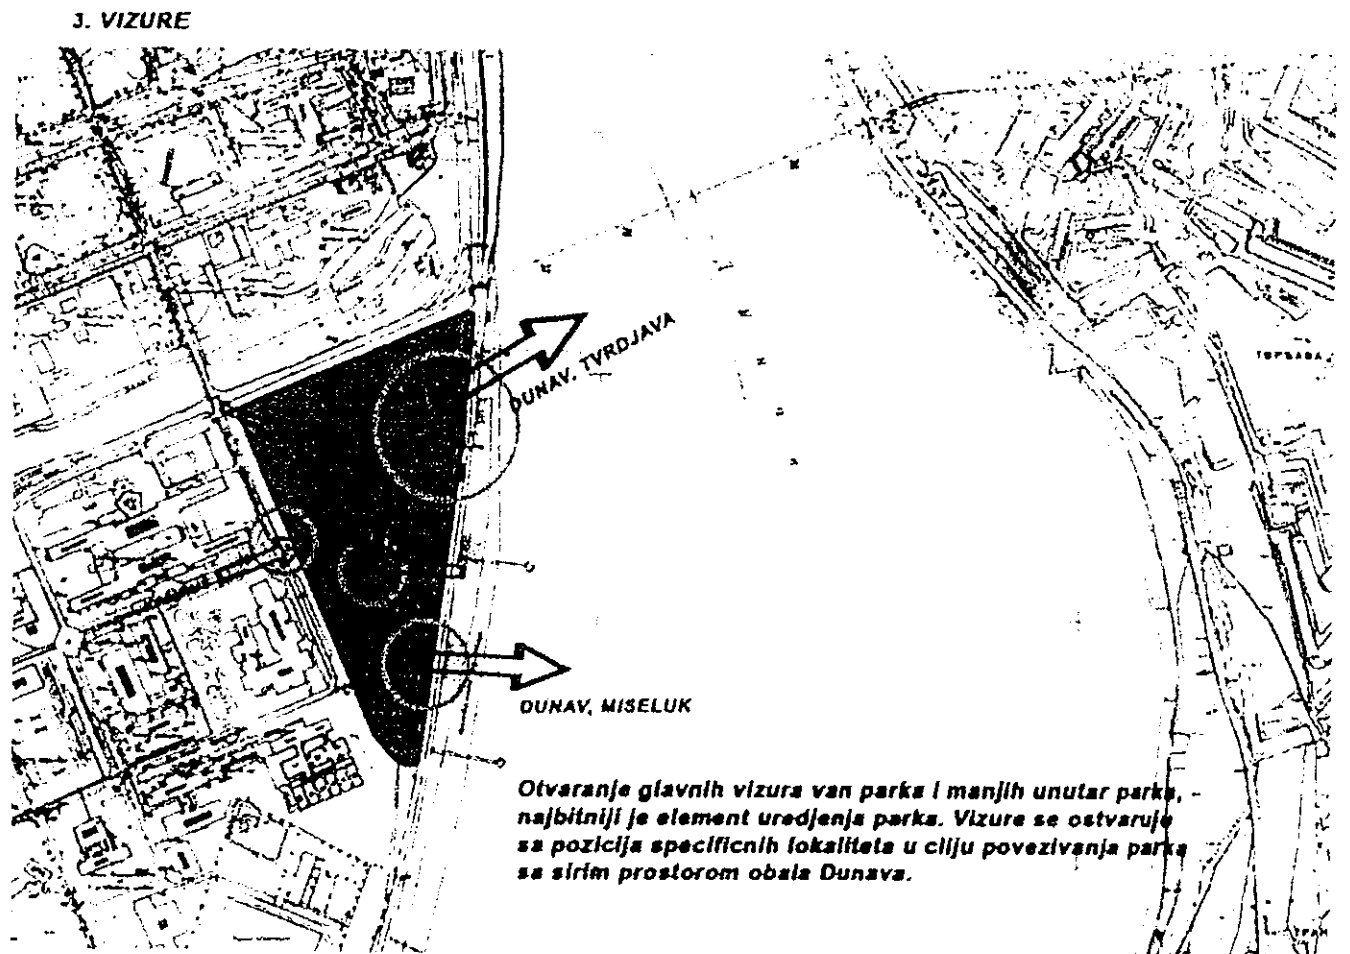 3. VIZURE
DUNAV, TVRDJAVA
DUNAV, MISELUK
Otvaranje glavnih vizura van parka i manjih unutar parka, -
najbitniji je element uredjenja parka. Vizure se ostvaruju
sa pozicija specificnih lokaliteta u cilju povezivanja parka
sa sirim prostorom obala Dunava.